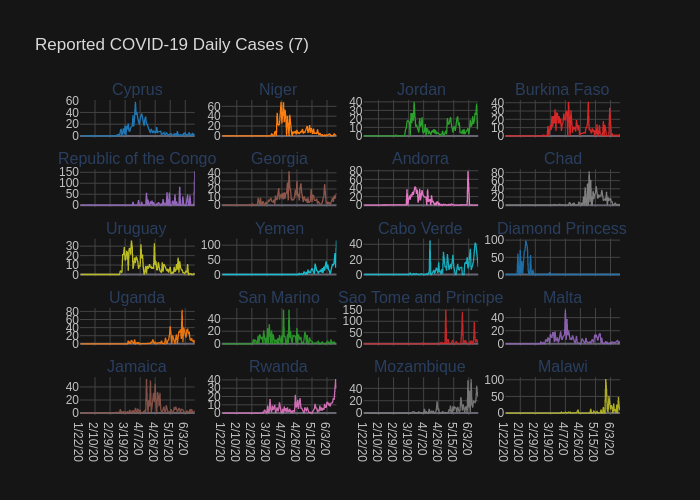 Reported COVID-19 Daily Cases (7)
Cyprus Niger Jordan Burkina Faso
60 40 20 0
60 40 20 0
40 30 20 10 0
40 30 20 10 0
Republic of the Congo Georgia Andorra Chad
150 100 50 0
40 30 20 10 0
80 60 40 20 0
80 60 40 20 0
Uruguay Yemen Cabo Verde Diamond Princess
30 20 10 0
100 50 0
40 20 0
100 50 0
Uganda San Marino Sao Tome and Principe Malta
80 60 40 20 0
40 20 0
150 100 50 0
40 20 0
Jamaica Rwanda Mozambique Malawi
40 20 0
40 30 20 10 0
40 20 0
100 50 0
1/22/20 2/10/20 2/29/20 3/19/20 4/7/20 4/26/20 5/15/20 6/3/20
1/22/20 2/10/20 2/29/20 3/19/20 4/7/20 4/26/20 5/15/20 6/3/20
1/22/20 2/10/20 2/29/20 3/19/20 4/7/20 4/26/20 5/15/20 6/3/20
1/22/20 2/10/20 2/29/20 3/19/20 4/7/20 4/26/20 5/15/20 6/3/20